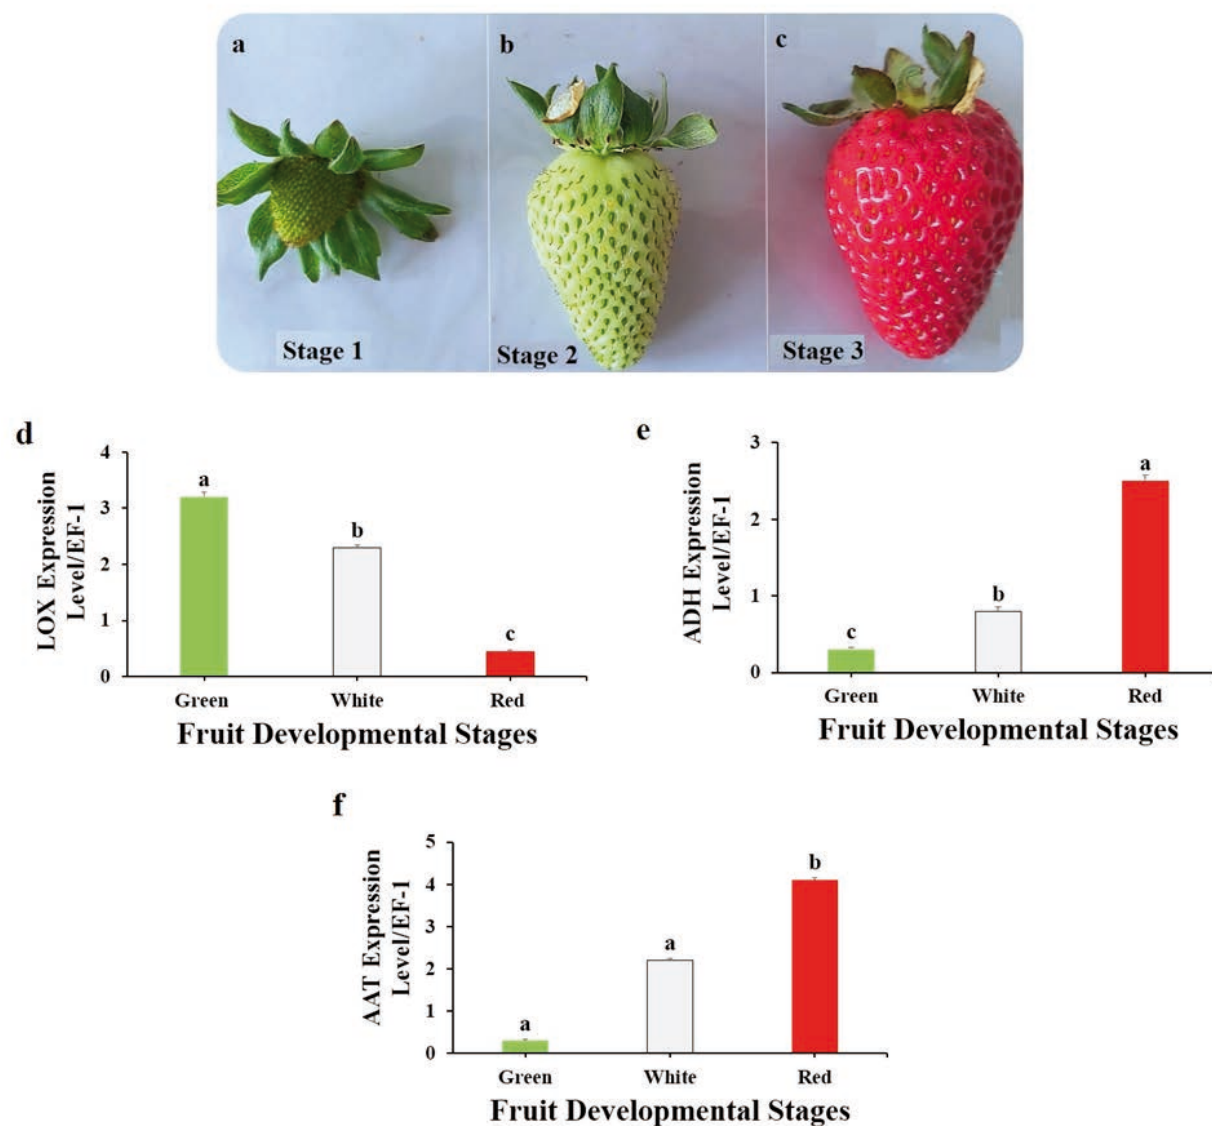 a
b
c
Stage 1
Stage 2
Stage 3
d
LOX Expression
Level/EF-1
4
3
2
1
0
a
b
c
Green
White
Red
Fruit Developmental Stages
e
ADH Expression
Level/EF-1
3
2
1
0
c
b
a
Green
White
Red
Fruit Developmental Stages
f
AAT Expression
Level/EF-1
5
4
3
2
1
0
a
a
b
Green
White
Red
Fruit Developmental Stages